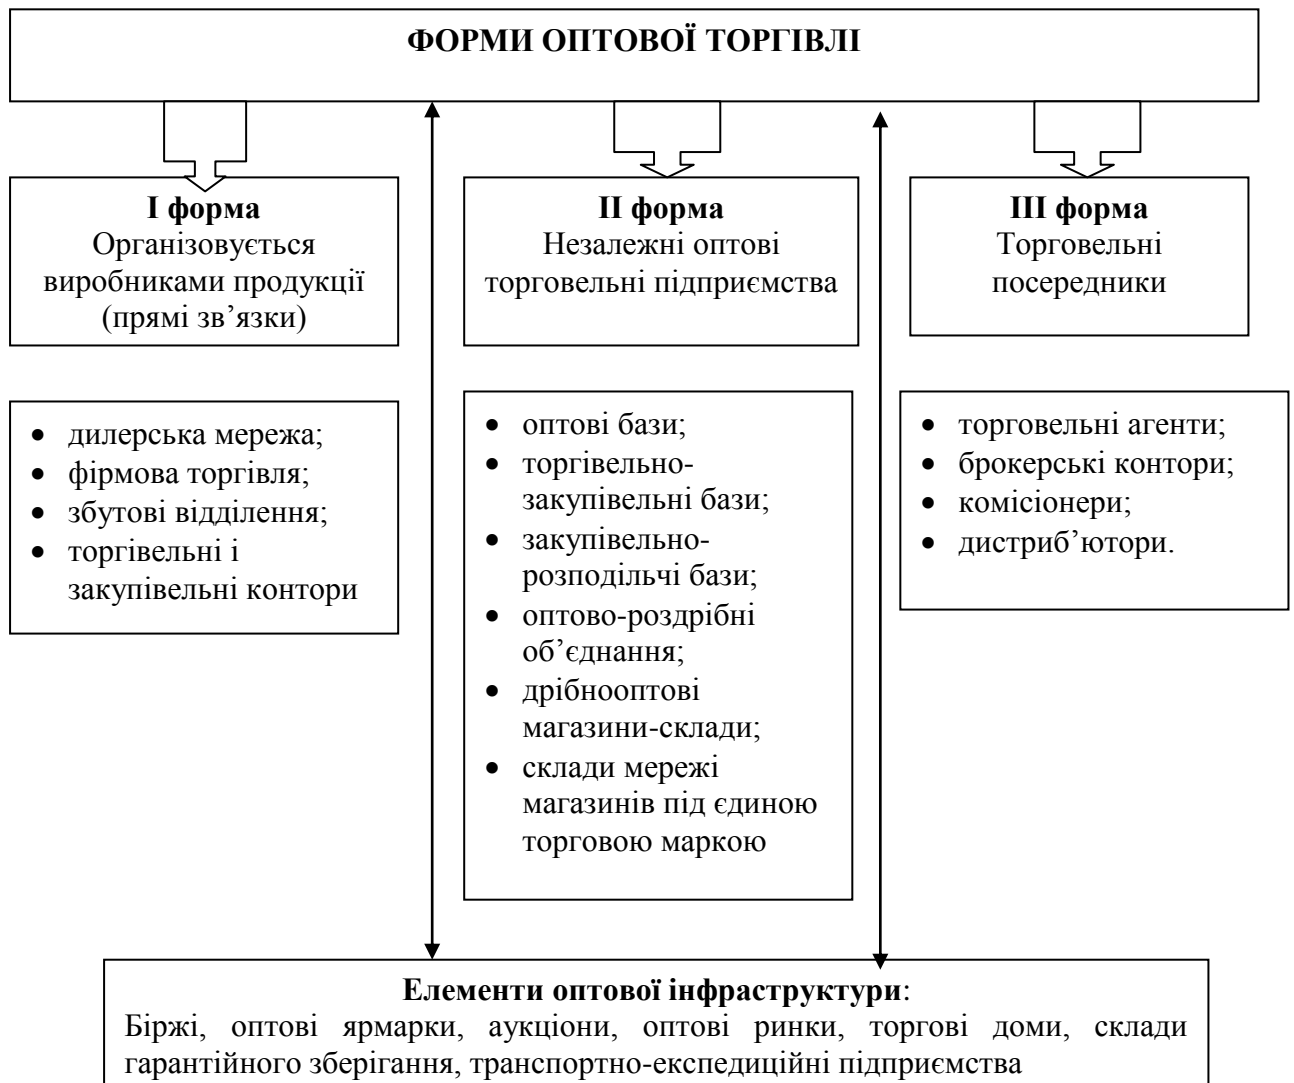 ФОРМИ ОПТОВОЇ ТОРГІВЛІ
І форма
Організовується
виробниками продукції
(прямі зв’язки)
ІІ форма
Незалежні оптові
торговельні підприємства
ІІІ форма
Торговельні
посередники
• дилерська мережа;
• фірмова торгівля;
• збутові відділення;
• торгівельні і
закупівельні контори
• оптові бази;
• торгівельно-
закупівельні бази;
• закупівельно-
розподільчі бази;
• оптово-роздрібні
об’єднання;
• дрібнооптові
магазини-склади;
• склади мережі
магазинів під єдиною
торговою маркою
• торговельні агенти;
• брокерські контори;
• комісіонери;
• дистриб’ютори.
Елементи оптової інфраструктури:
Біржі, оптові ярмарки, аукціони, оптові ринки, торгові доми, склади
гарантійного зберігання, транспортно-експедиційні підприємства